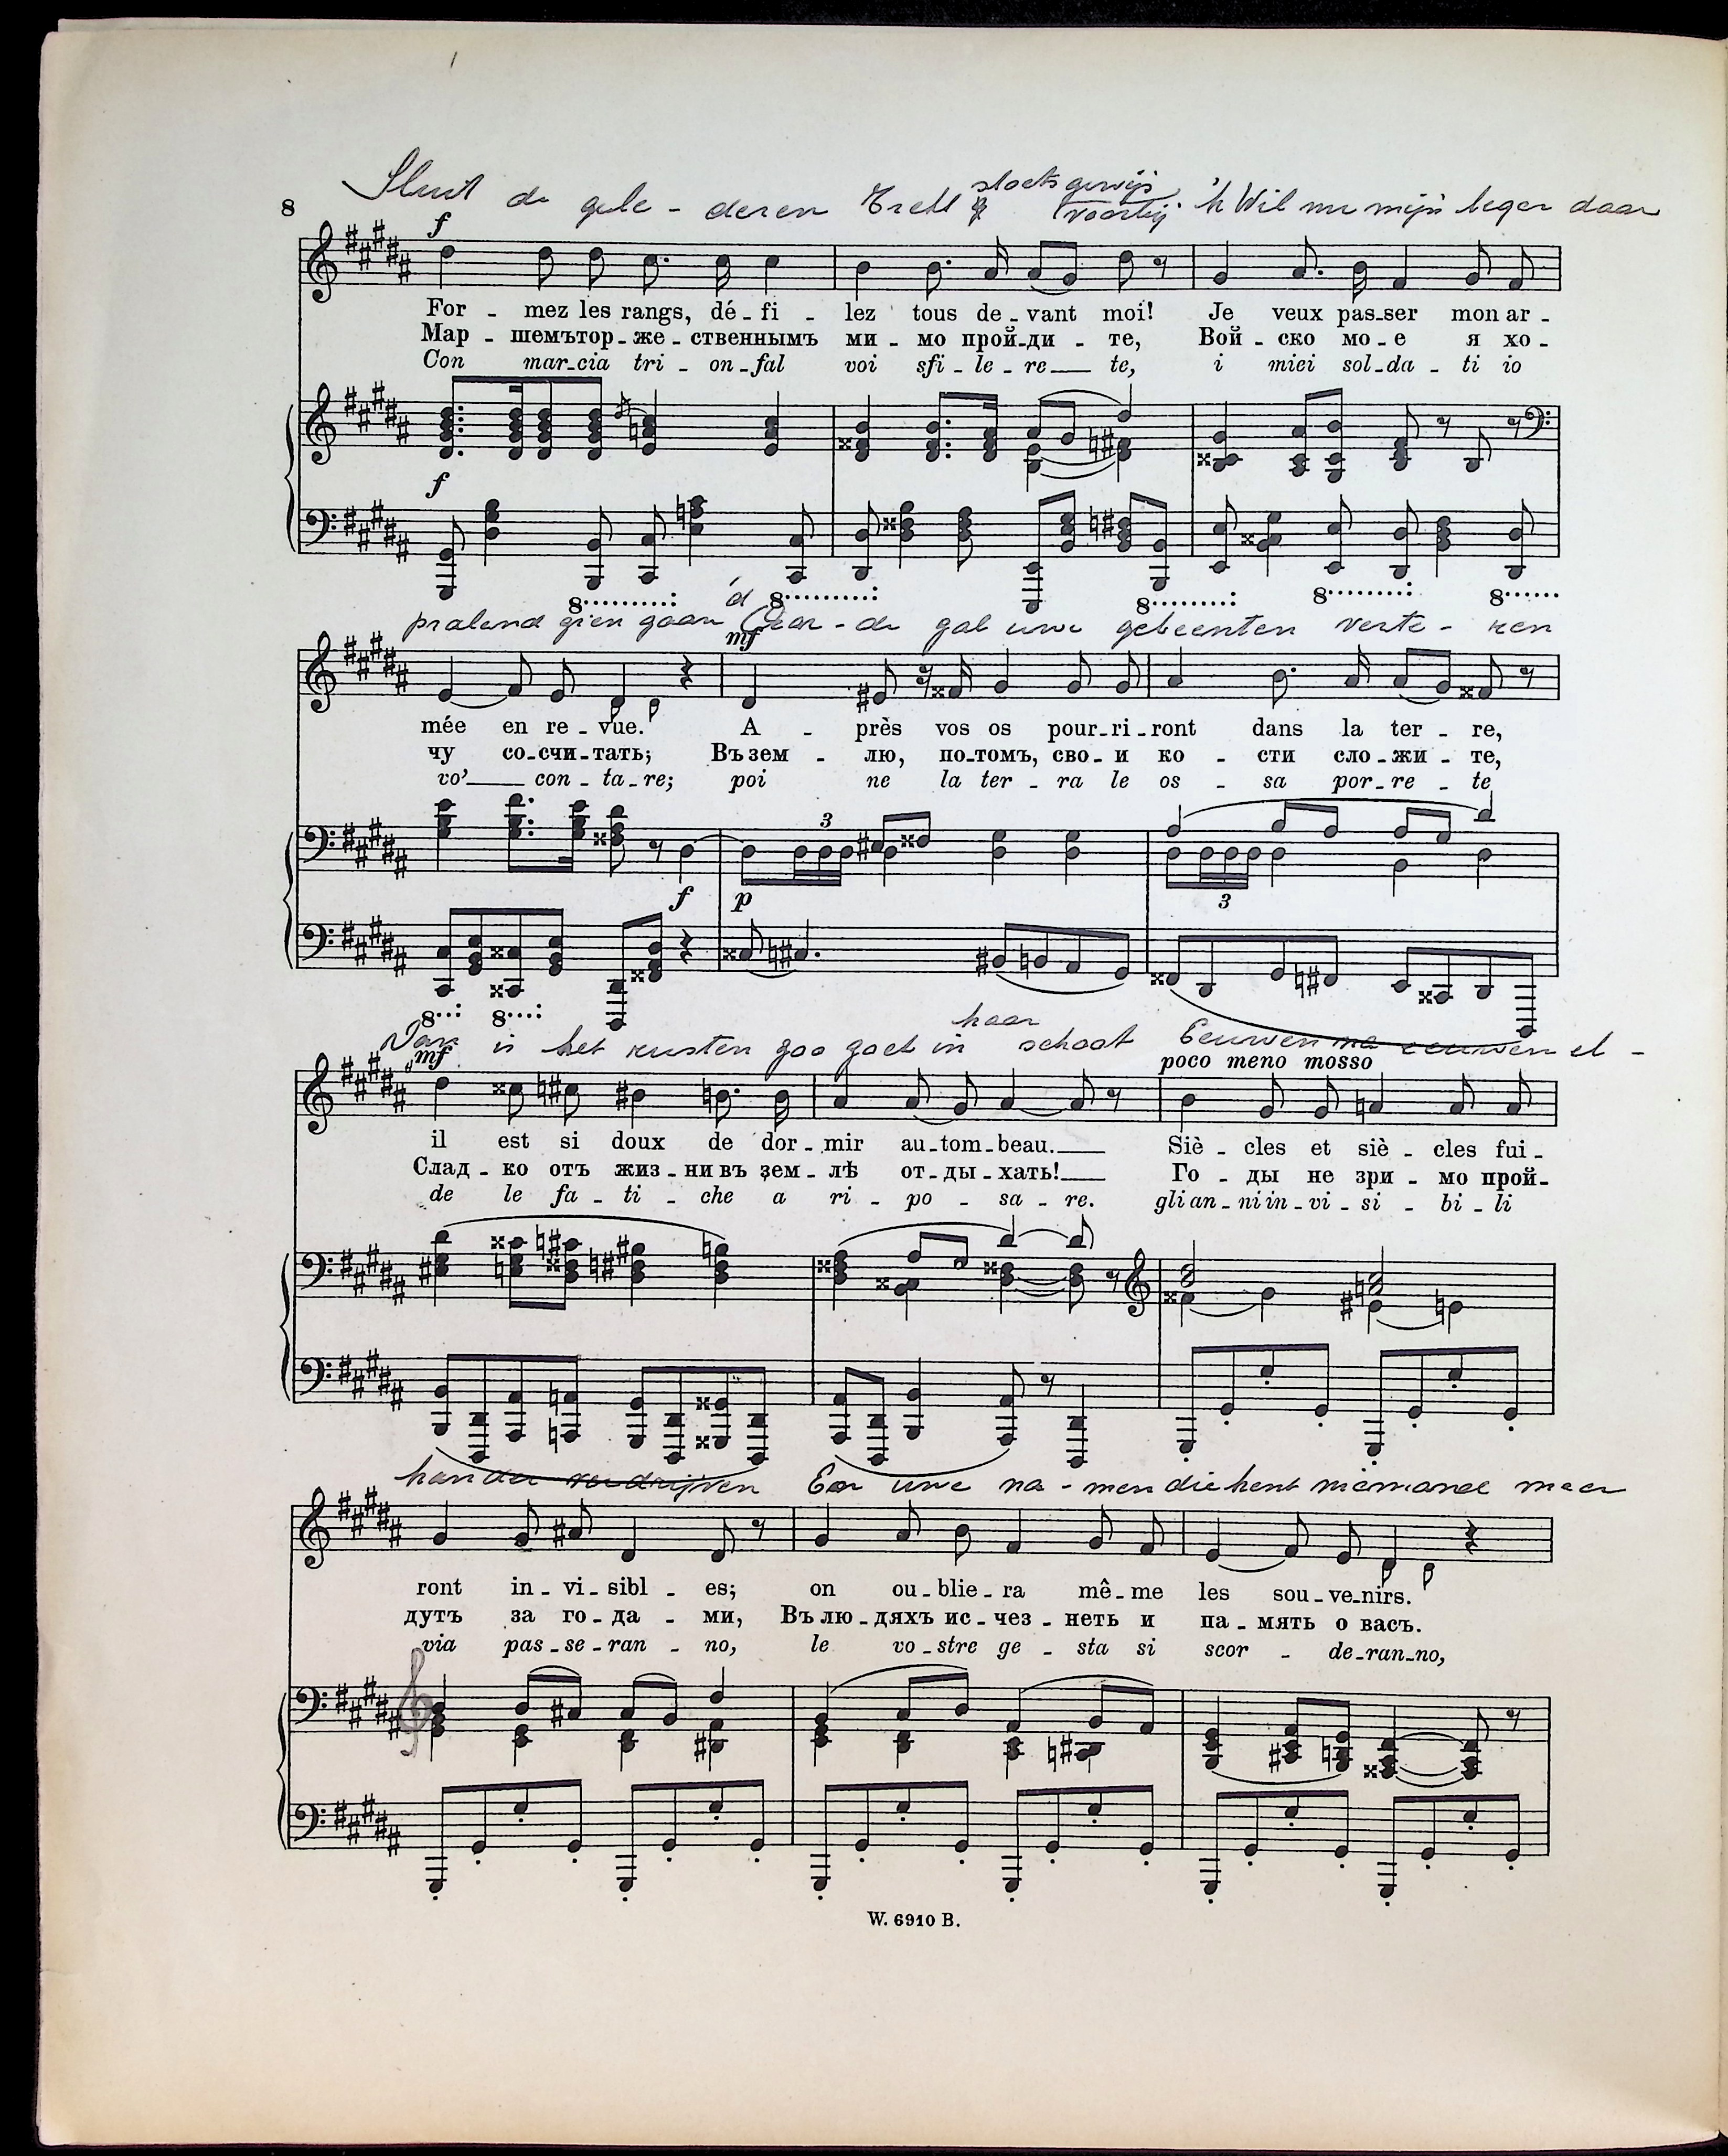 stoetsgewijs
Sluit de gele - deren Trekt voorbij 'k Wil nu mijn leger daar
8
f
For - mez les rangs, dé - fi - lez tous de - vant moi! Je veux pas - ser mon ar -
Мар - шемътор - же - ственнымъ ми - мо прой - ди - те, Вой - ско мо - е я хо -
Con mar - cia tri - on - fal voi sfi - le - re te, i miei sol - da - ti io
f
8 8 8 8 8
pralend zien gaan d' Aar - de zal uwe gebeenten verte - ren
mf
mée en re - vue. A - près vos os pour - ri - ront dans la ter - re,
чу со - счи - тать; Въ зем - лю, по - томъ, сво - и ко - сти сло - жи - те,
vo' con - ta - re; poi ne la ter - ra le os - sa por - re - te
3
f p
3
8 8
haar
Dan is het rusten zoo zoet in schoot Eeuwen na eeuwen el -
mf poco meno mosso
il est si doux de dor - mir au - tom - beau. Siè - cles et siè - cles fui -
Слад - ко отъ жиз - ни въ зем - лѣ от - ды - хать! Го - ды не зри - мо прой -
de le fa - ti - che a ri - po - sa - re. gli an - ni in - vi - si - bi - li
kander verdrijven En uwe na - men die kent niemand meer
ront in - vi - sibl - es; on ou - blie - ra mê - me les sou - ve - nirs.
дутъ за го - да - ми, Въ лю - дяхъ ис - чез - неть и па - мять о васъ.
via pas - se - ran - no, le vo - stre ge - sta si scor - de - ran - no,
W. 6910 B.